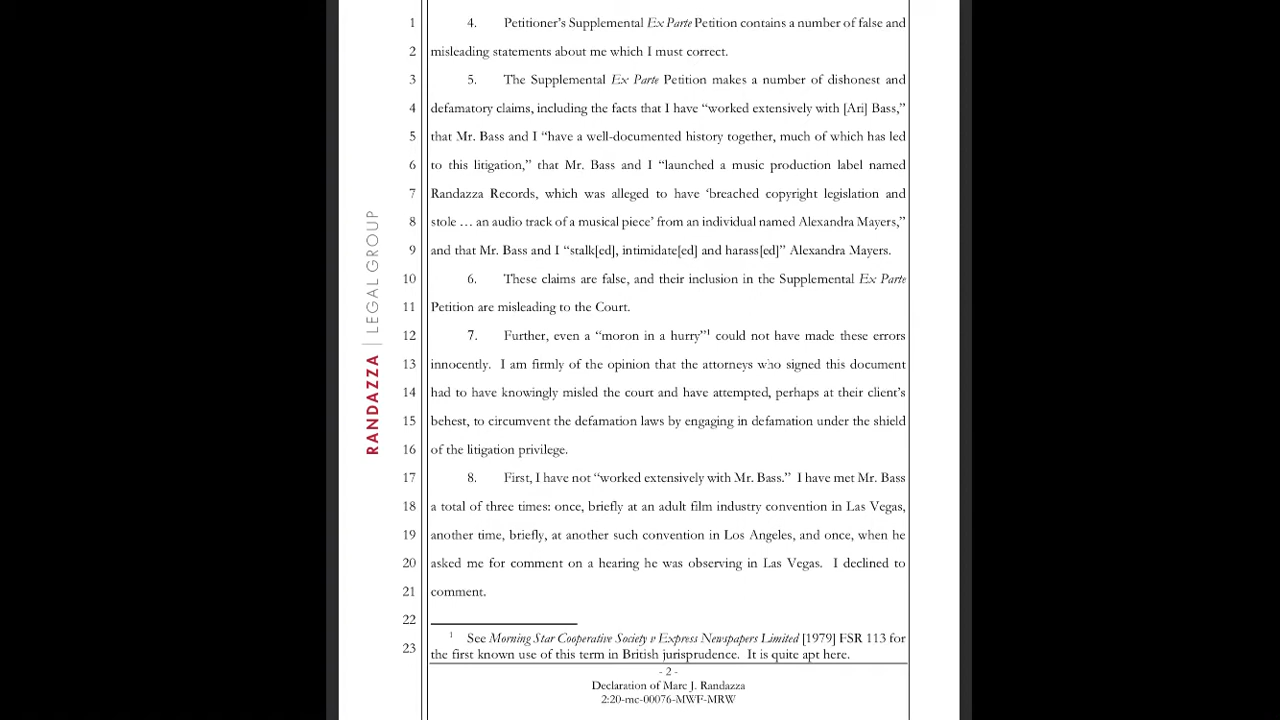 1 4. Petitioner’s Supplemental Ex Parte Petition contains a number of false and
2 misleading statements about me which I must correct.
3 5. The Supplemental Ex Parte Petition makes a number of dishonest and
4 defamatory claims, including the facts that I have “worked extensively with [Ari] Bass,”
5 that Mr. Bass and I “have a well-documented history together, much of which has led
6 to this litigation,” that Mr. Bass and I “launched a music production label named
7 Randazza Records, which was alleged to have ‘breached copyright legislation and
8 stole … an audio track of a musical piece’ from an individual named Alexandra Mayers,”
9 and that Mr. Bass and I “stalk[ed], intimidate[ed] and harass[ed]” Alexandra Mayers.
10 6. These claims are false, and their inclusion in the Supplemental Ex Parte
11 Petition are misleading to the Court.
12 7. Further, even a “moron in a hurry”1 could not have made these errors
13 innocently. I am firmly of the opinion that the attorneys who signed this document
14 had to have knowingly misled the court and have attempted, perhaps at their client’s
15 behest, to circumvent the defamation laws by engaging in defamation under the shield
16 of the litigation privilege.
17 8. First, I have not “worked extensively with Mr. Bass.” I have met Mr. Bass
18 a total of three times: once, briefly at an adult film industry convention in Las Vegas,
19 another time, briefly, at another such convention in Los Angeles, and once, when he
20 asked me for comment on a hearing he was observing in Las Vegas. I declined to
21 comment.
22
1 See Morning Star Cooperative Society v Express Newspapers Limited [1979] FSR 113 for
23 the first known use of this term in British jurisprudence. It is quite apt here.
- 2 -
Declaration of Marc J. Randazza
2:20-mc-00076-MWF-MRW
RANDAZZA | LEGAL GROUP